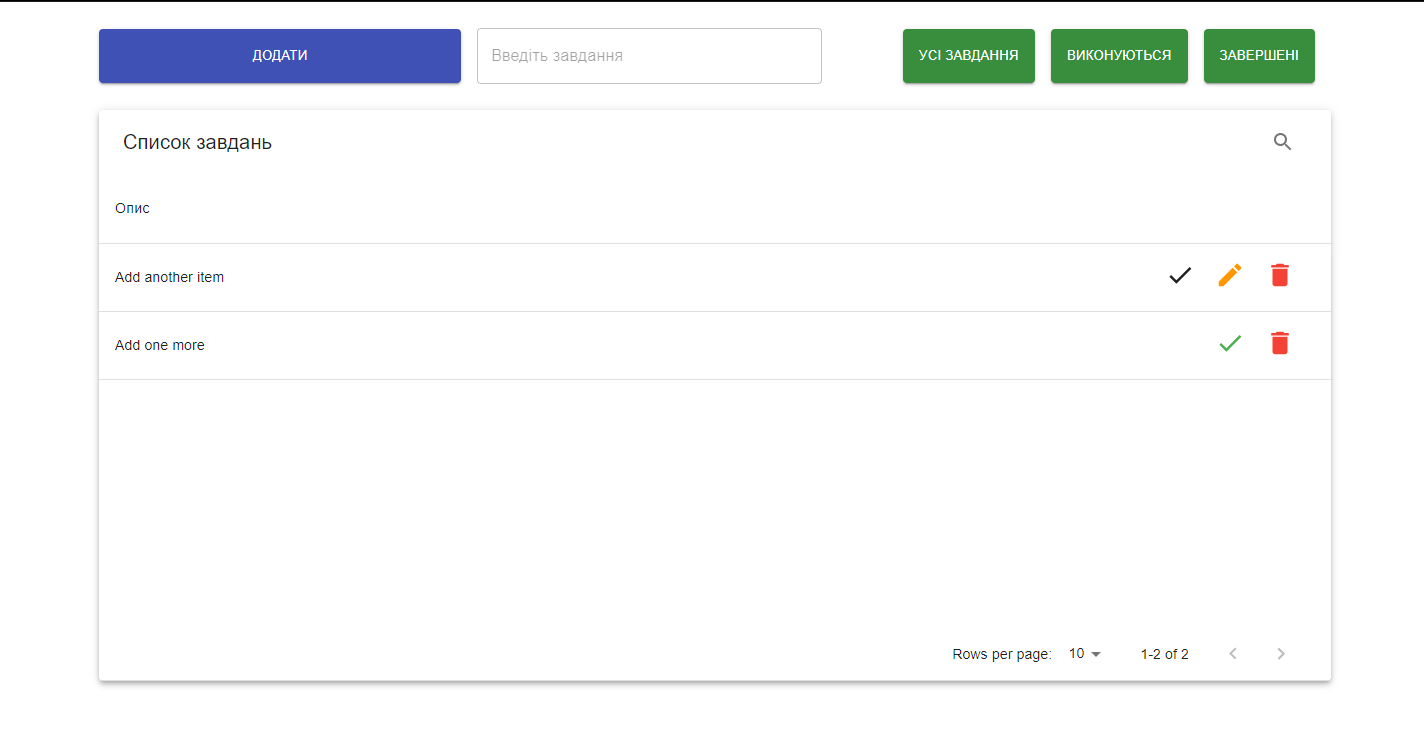 ДОДАТИ
Введіть завдання
УСІ ЗАВДАННЯ
ВИКОНУЮТЬСЯ
ЗАВЕРШЕНІ
Список завдань
Опис
Add another item
Add one more
Rows per page: 10 1-2 of 2